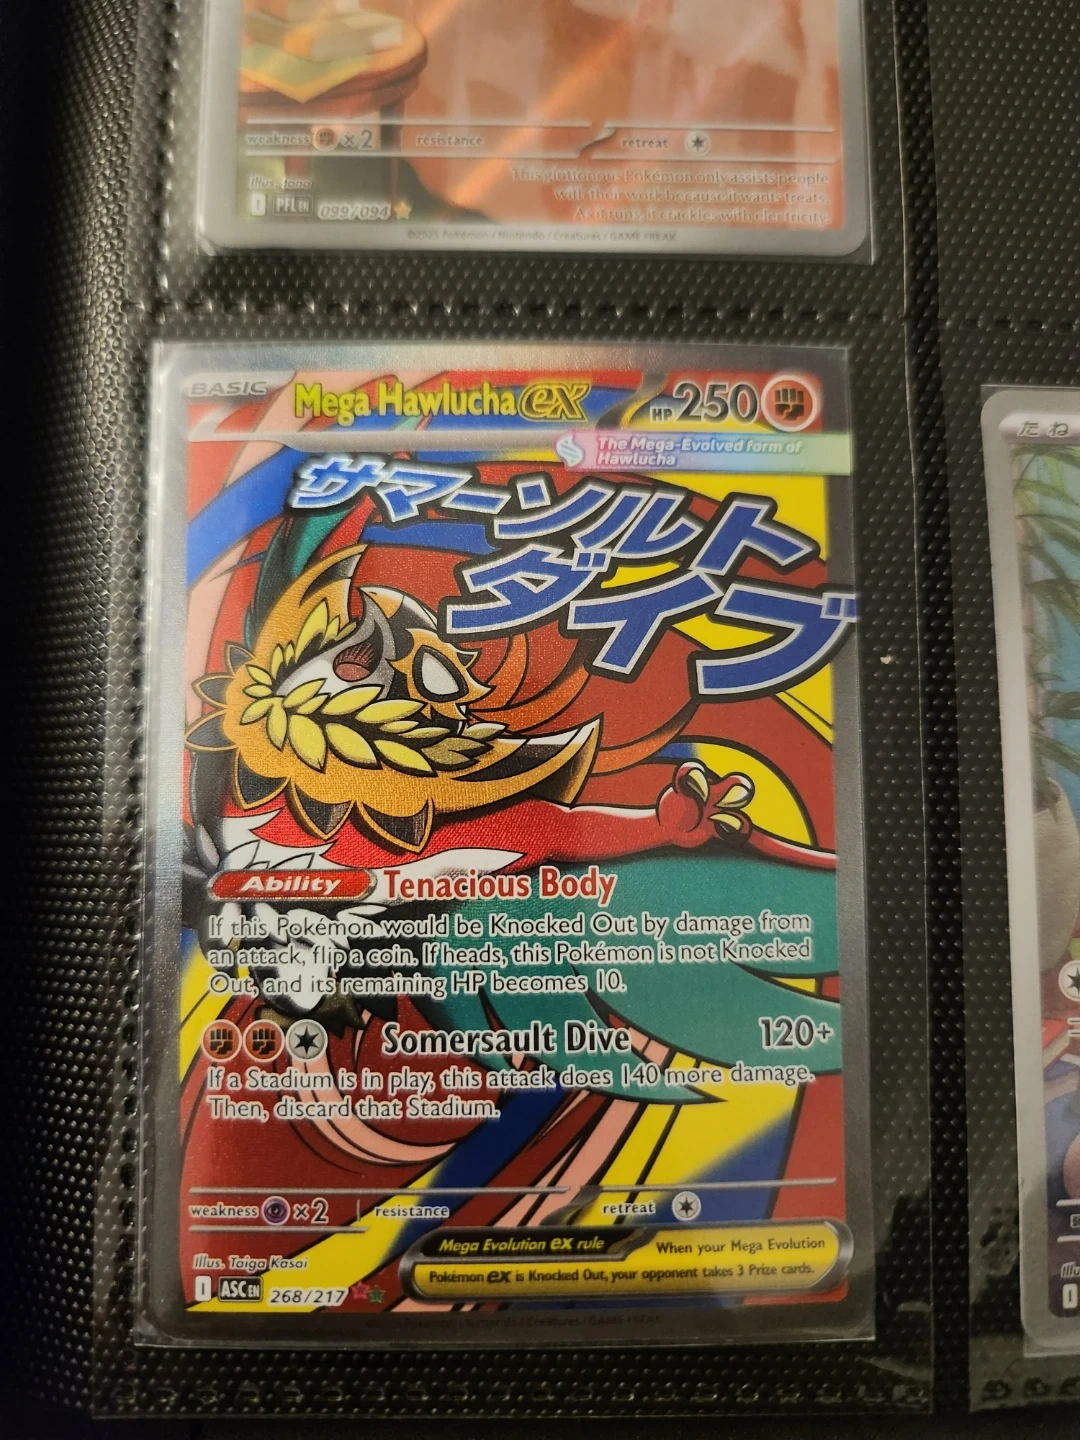 weakness ×2 resistance retreat
This gluttonous Pokémon only assists people
with their work because it wants treats.
As it runs, it crackles with electricity.
Illus. tono
I PFL EN 099/094
©2025 Pokémon / Nintendo / Creatures / GAME FREAK
BASIC Mega Hawlucha ex HP 250
The Mega-Evolved form of
Hawlucha
サマーソルト
ダイブ
Ability Tenacious Body
If this Pokémon would be Knocked Out by damage from
an attack, flip a coin. If heads, this Pokémon is not Knocked
Out, and its remaining HP becomes 10.
Somersault Dive 120+
If a Stadium is in play, this attack does 140 more damage.
Then, discard that Stadium.
weakness ×2 resistance retreat
Mega Evolution ex rule When your Mega Evolution
Pokémon ex is Knocked Out, your opponent takes 3 Prize cards.
Illus. Taiga Kasai
I ASC EN 268/217
Pokémon / Nintendo / Creatures / GAME FREAK
たね